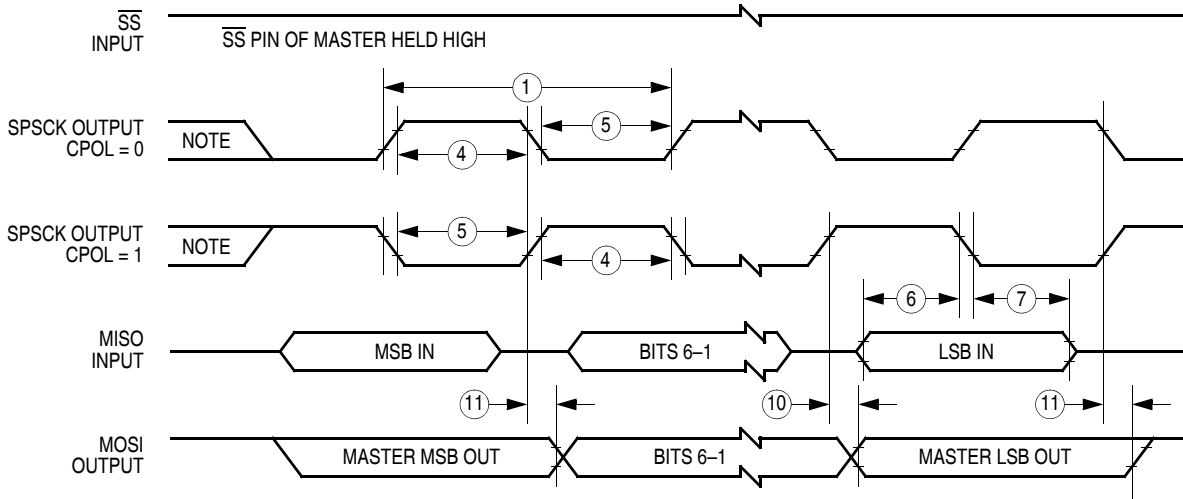 SS
INPUT
SS PIN OF MASTER HELD HIGH
1
SPSCK OUTPUT
CPOL = 0
NOTE
5
4
SPSCK OUTPUT
CPOL = 1
NOTE
5
4
6
7
MISO
INPUT
MSB IN
BITS 6–1
LSB IN
11
10
11
MOSI
OUTPUT
MASTER MSB OUT
BITS 6–1
MASTER LSB OUT